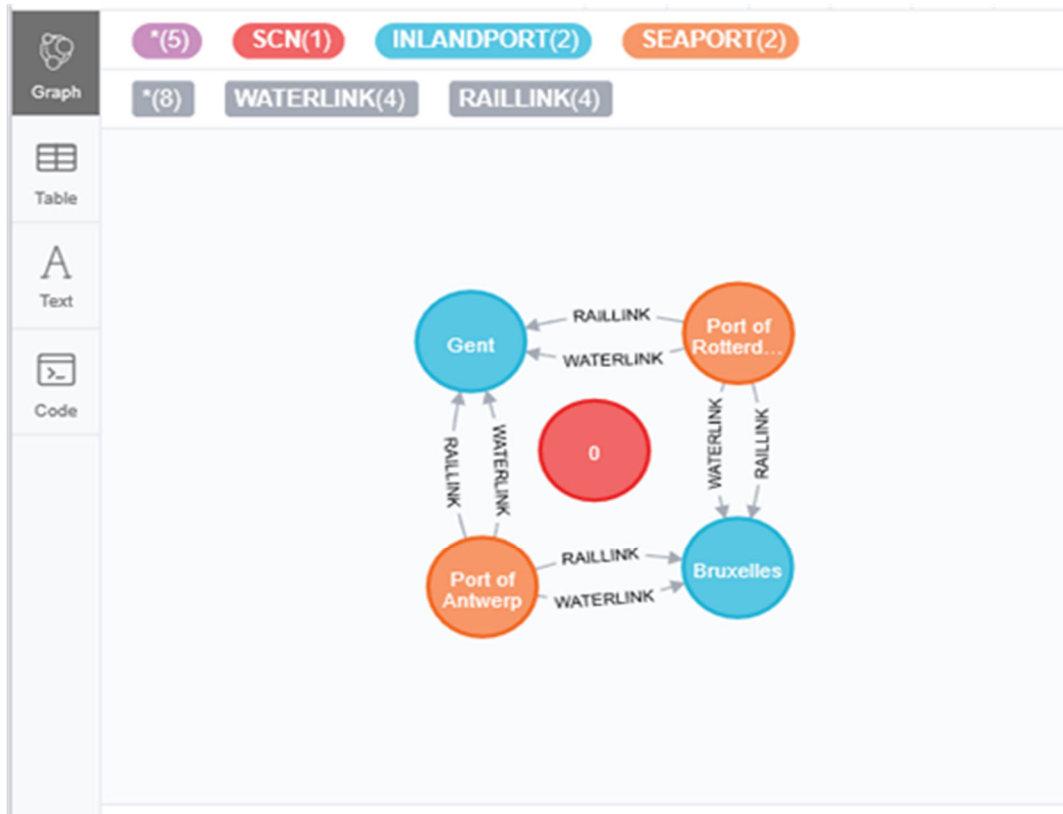 *(5) SCN(1) INLANDPORT(2) SEAPORT(2)
*(8) WATERLINK(4) RAILLINK(4)
Graph
Table
Text
Code
Gent
RAILLINK
WATERLINK
Port of
Rotterd...
0
RAILLINK
WATERLINK
WATERLINK
RAILLINK
Port of
Antwerp
RAILLINK
WATERLINK
Bruxelles